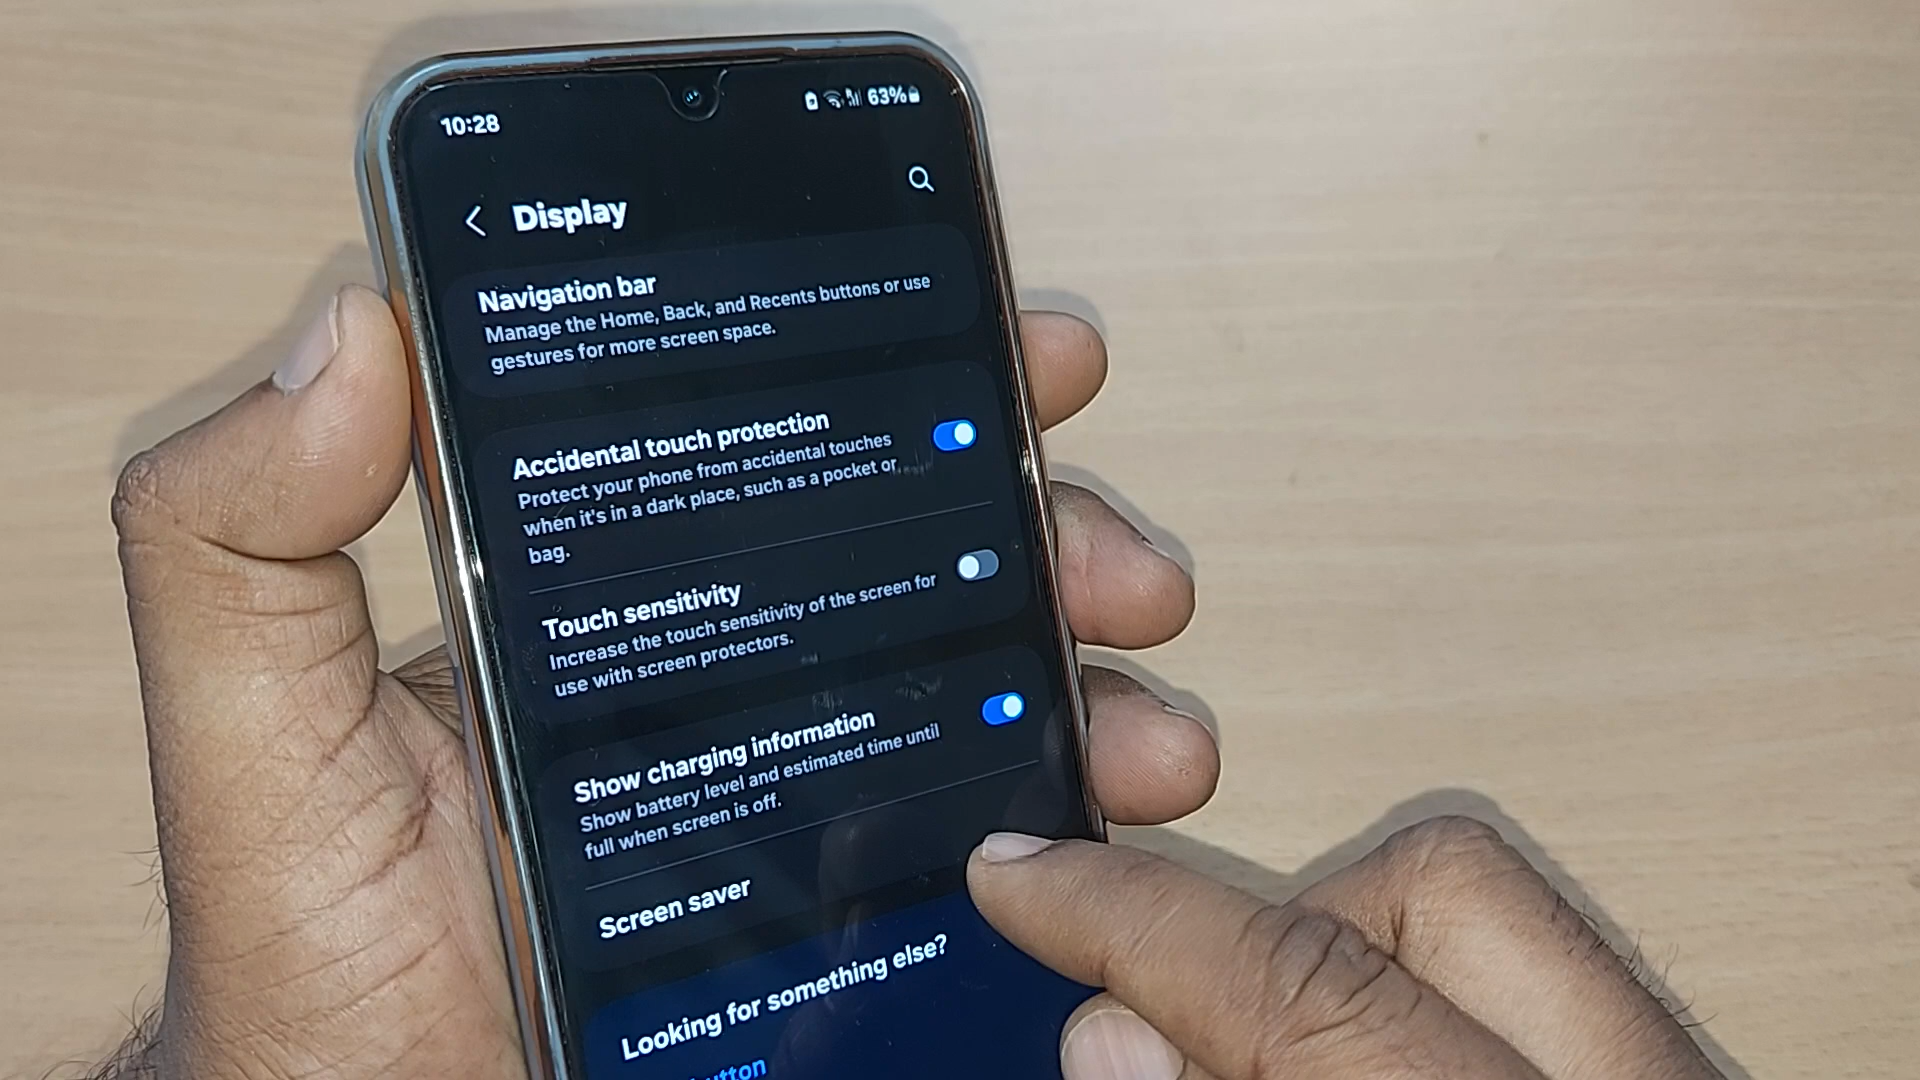 10:28
63%
Display
Navigation bar
Manage the Home, Back, and Recents buttons or use
gestures for more screen space.
Accidental touch protection
Protect your phone from accidental touches
when it's in a dark place, such as a pocket or
bag.
Touch sensitivity
Increase the touch sensitivity of the screen for
use with screen protectors.
Show charging information
Show battery level and estimated time until
full when screen is off.
Screen saver
Looking for something else?